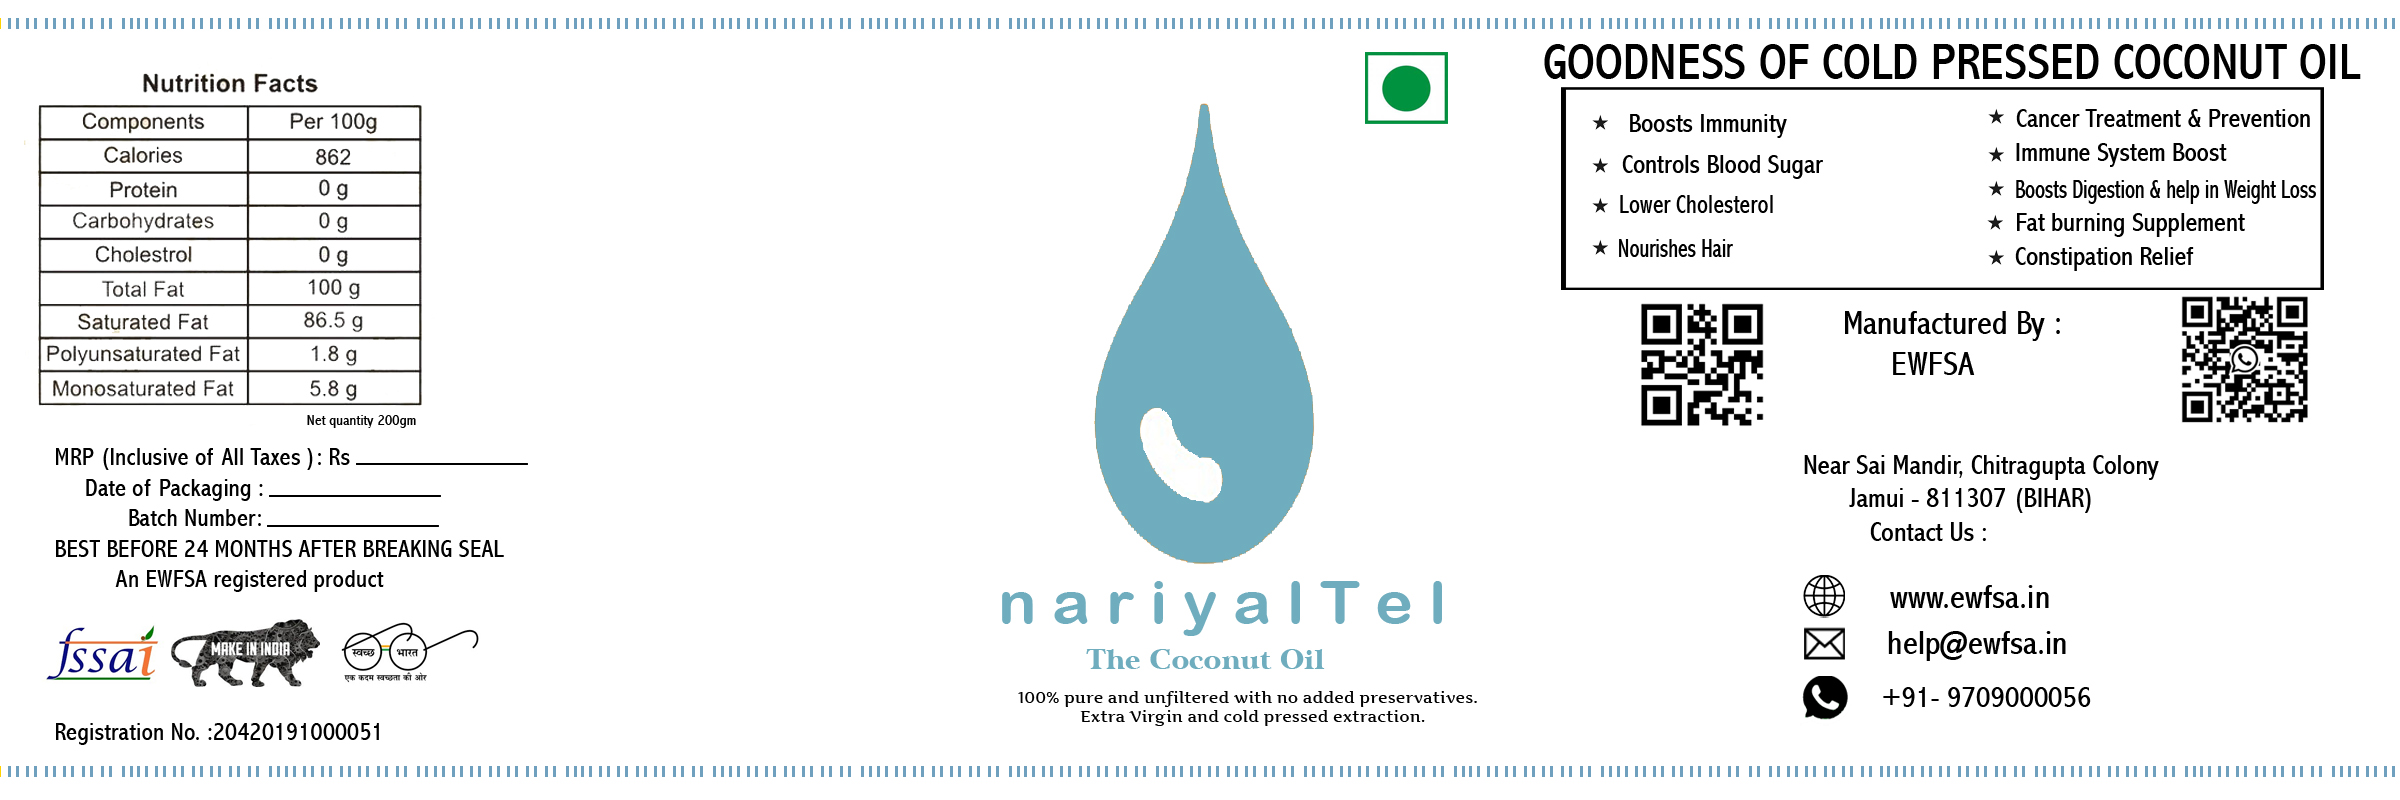 Nutrition Facts
Components Per 100g
Calories 862
Protein 0 g
Carbohydrates 0 g
Cholestrol 0 g
Total Fat 100 g
Saturated Fat 86.5 g
Polyunsaturated Fat 1.8 g
Monosaturated Fat 5.8 g
Net quantity 200gm
MRP (Inclusive of All Taxes ) : Rs
Date of Packaging :
Batch Number:
BEST BEFORE 24 MONTHS AFTER BREAKING SEAL
An EWFSA registered product
fssai
MAKE IN INDIA
स्वच्छ भारत
एक कदम स्वच्छता की ओर
Registration No. :20420191000051
nariyalTel
The Coconut Oil
100% pure and unfiltered with no added preservatives.
Extra Virgin and cold pressed extraction.
GOODNESS OF COLD PRESSED COCONUT OIL
★ Boosts Immunity
★ Controls Blood Sugar
★ Lower Cholesterol
★ Nourishes Hair
★ Cancer Treatment & Prevention
★ Immune System Boost
★ Boosts Digestion & help in Weight Loss
★ Fat burning Supplement
★ Constipation Relief
Manufactured By :
EWFSA
Near Sai Mandir, Chitragupta Colony
Jamui - 811307 (BIHAR)
Contact Us :
www.ewfsa.in
help@ewfsa.in
+91- 9709000056